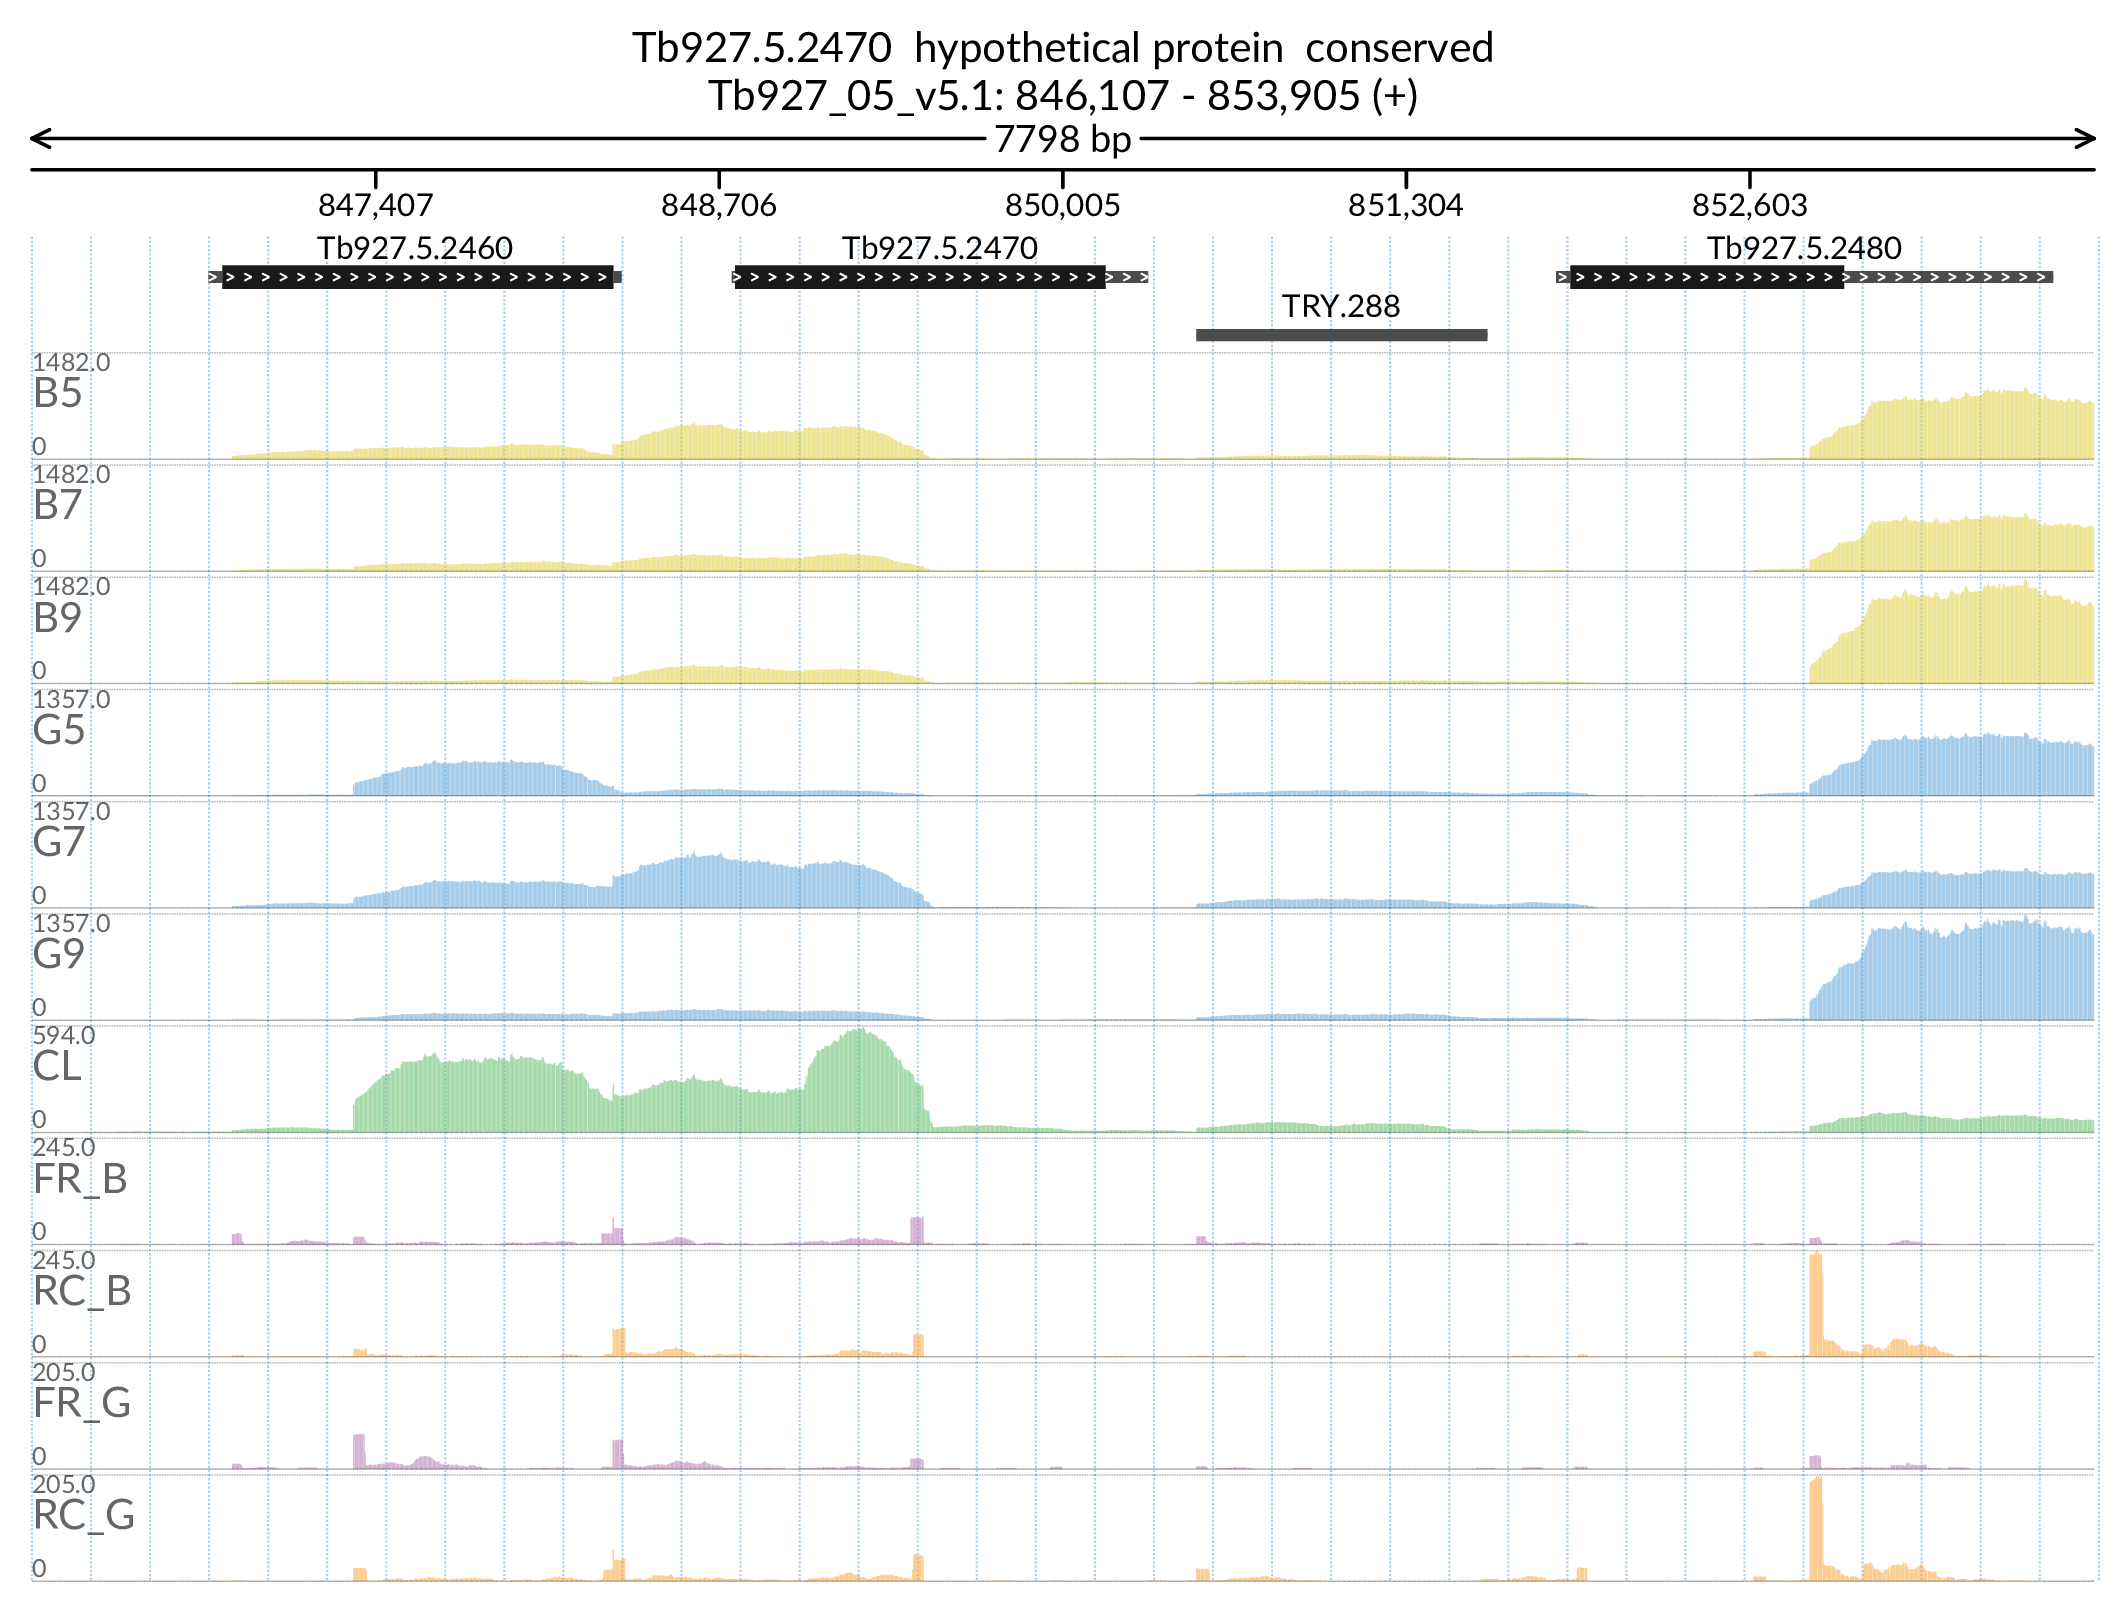 Tb927.5.2470 hypothetical protein conserved
Tb927_05_v5.1: 846,107 - 853,905 (+)
7798 bp
847,407 848,706 850,005 851,304 852,603
Tb927.5.2460 Tb927.5.2470 Tb927.5.2480
TRY.288
1482.0
B5
0
1482.0
B7
0
1482.0
B9
0
1357.0
G5
0
1357.0
G7
0
1357.0
G9
0
594.0
CL
0
245.0
FR_B
0
245.0
RC_B
0
205.0
FR_G
0
205.0
RC_G
0